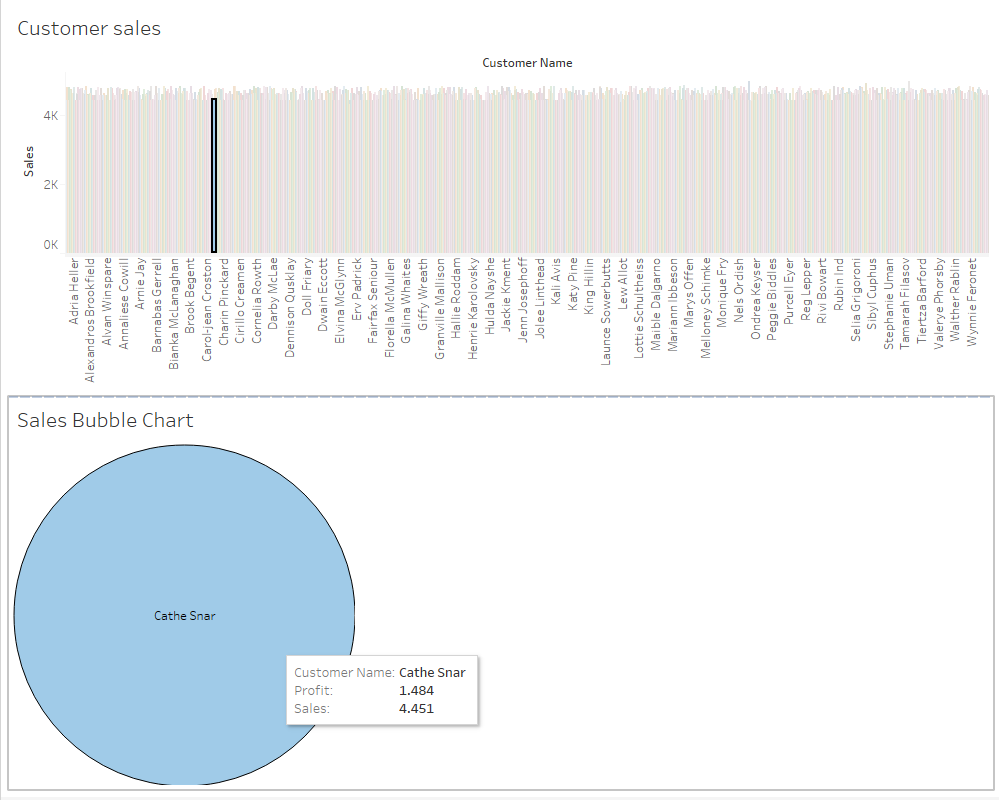 Customer sales
Customer Name
Sales
4K
2K
0K
Adria Heller
Alexandros Brookfield
Alvan Winspare
Annaliese Cowill
Arnie Jay
Barnabas Gerrell
Bianka McLanaghan
Brook Begent
Carol-jean Croston
Charin Pinckard
Cirillo Creamen
Cornelia Rowth
Darby McLae
Dennison Qusklay
Doll Friary
Dwain Eccott
Elvina McGlynn
Erv Padrick
Fairfax Seniour
Florella McMullen
Galina Whaites
Giffy Wreath
Granville Mallison
Hallie Roddam
Henrie Karolovsky
Hulda Nayshe
Jackie Kment
Jenn Josephoff
Jolee Linthead
Kali Avis
Katy Pine
King Hillin
Launce Sowerbutts
Lew Allot
Lottie Schultheiss
Maible Dalgarno
Mariann Ibbeson
Marys Offen
Melloney Schimke
Monique Fry
Nels Ordish
Ondrea Keyser
Peggie Biddles
Purcell Eyer
Reg Lepper
Rivi Bowart
Rubin Ind
Selia Grigoroni
Sibyl Cuphus
Stephanie Uman
Tamarah Filasov
Tiertza Barford
Valerye Phorsby
Walther Rablin
Wynnie Feronet
Sales Bubble Chart
Cathe Snar
Customer Name: Cathe Snar
Profit: 1.484
Sales: 4.451